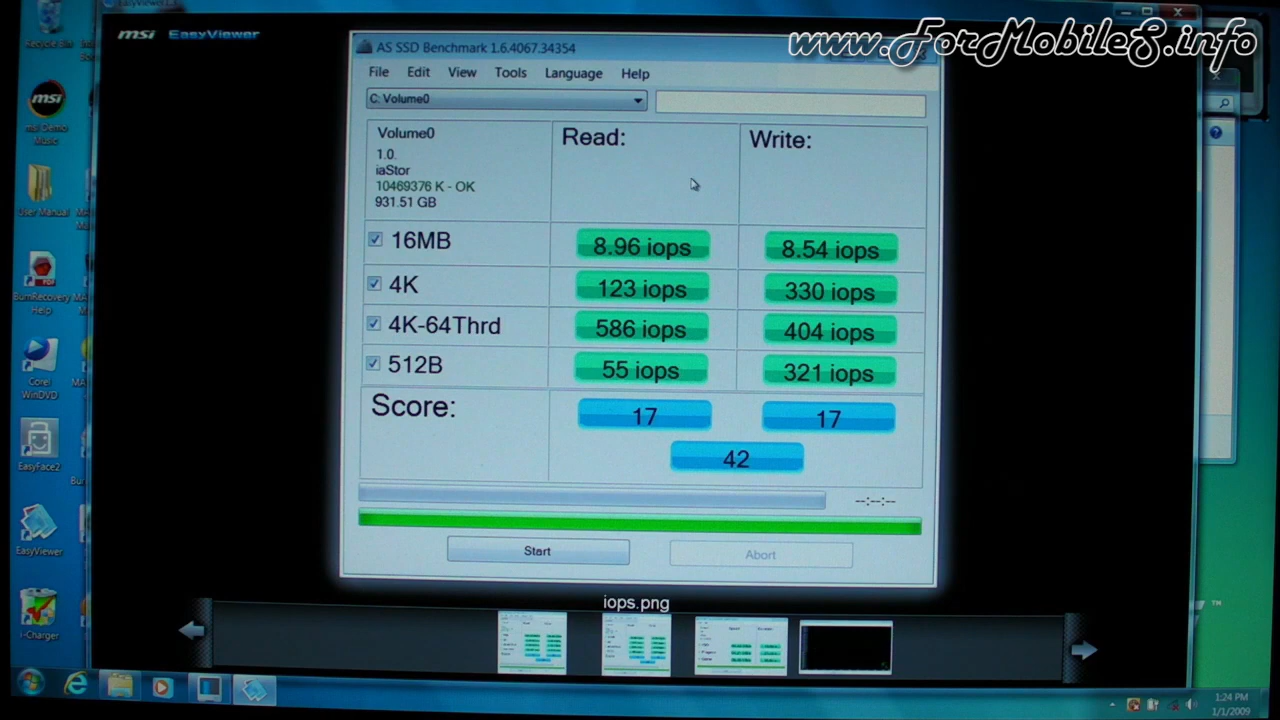 www.ForMobileS.info
msi EasyViewer
Recycle Bin
AS SSD Benchmark 1.6.4067.34354
File Edit View Tools Language Help
C: Volume0
Volume0
1.0.
iaStor
10469376 K - OK
931.51 GB
Read:
Write:
16MB 8.96 iops 8.54 iops
4K 123 iops 330 iops
4K-64Thrd 586 iops 404 iops
512B 55 iops 321 iops
Score: 17 17
42
--:--:--
Start Abort
iops.png
msi Demo
Music
User Manual
BurnRecovery
Help
Corel
WinDVD
EasyFace2
EasyViewer
i-Charger
1:24 PM
1/1/2009